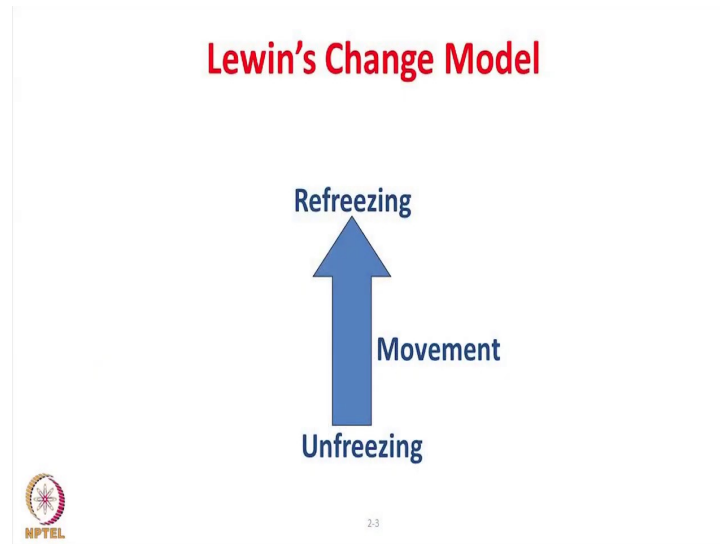 Lewin's Change Model
Refreezing
Movement
Unfreezing
NPTEL
2-3